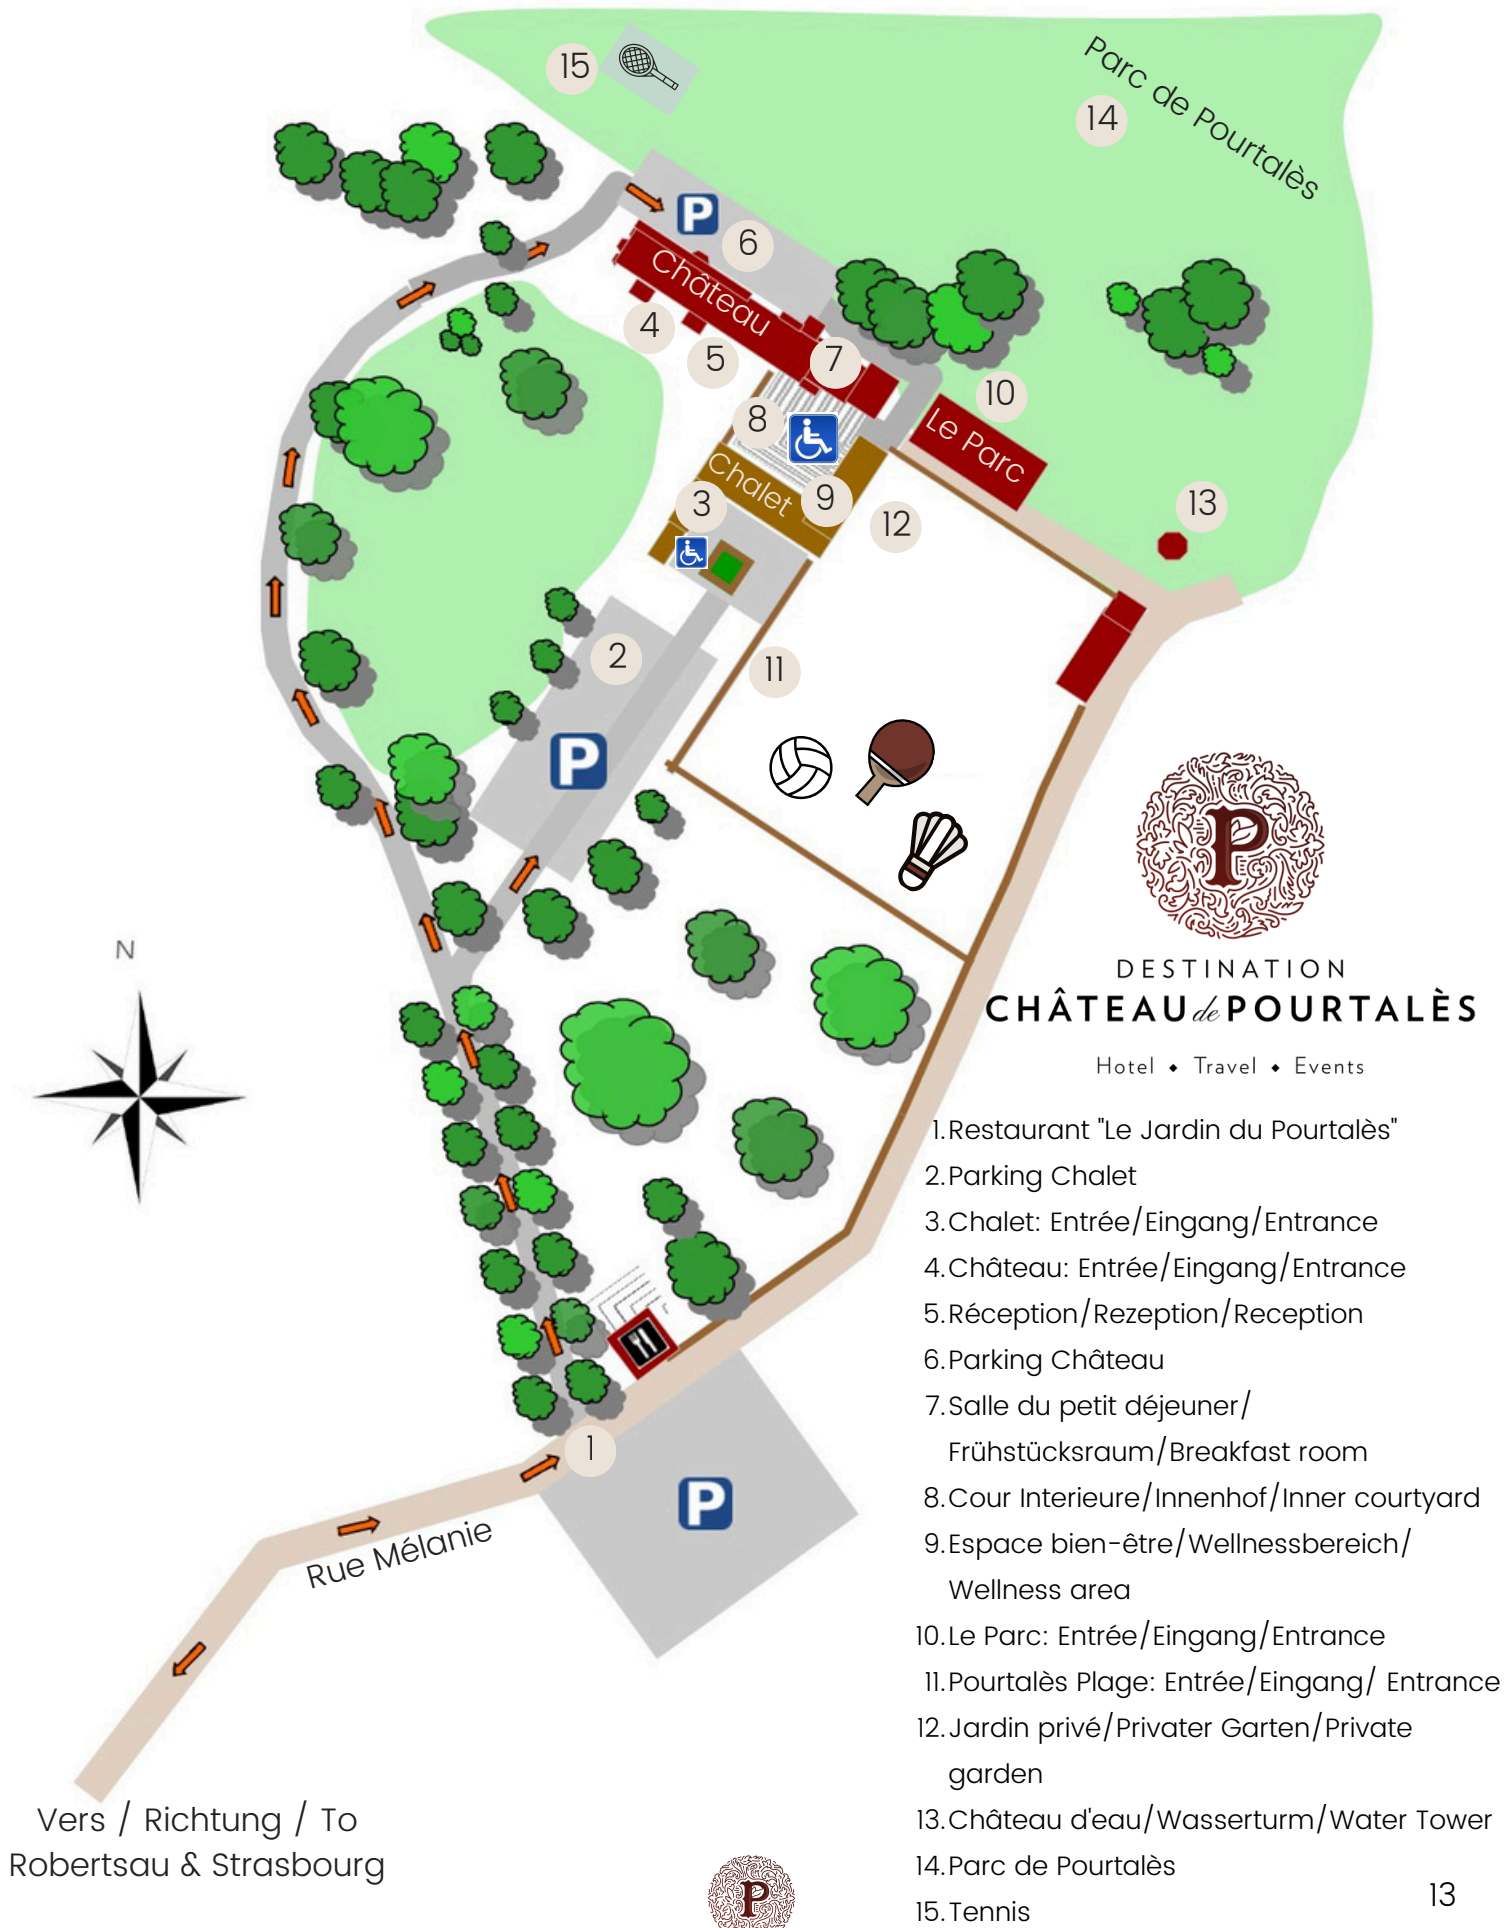 15
Parc de Pourtalès
14
P
6
Château
4
5
7
10
8
Le Parc
Chalet
9
3
12
13
2
11
P
P
DESTINATION
CHÂTEAU de POURTALÈS
Hotel ◆ Travel ◆ Events
N
1
P
Rue Mélanie
Vers / Richtung / To
Robertsau & Strasbourg
1.Restaurant "Le Jardin du Pourtalès"
2.Parking Chalet
3.Chalet: Entrée/Eingang/Entrance
4.Château: Entrée/Eingang/Entrance
5.Réception/Rezeption/Reception
6.Parking Château
7.Salle du petit déjeuner/
Frühstücksraum/Breakfast room
8.Cour Interieure/Innenhof/Inner courtyard
9.Espace bien-être/Wellnessbereich/
Wellness area
10.Le Parc: Entrée/Eingang/Entrance
11.Pourtalès Plage: Entrée/Eingang/ Entrance
12.Jardin privé/Privater Garten/Private
garden
13.Château d'eau/Wasserturm/Water Tower
14.Parc de Pourtalès
15.Tennis
P
13